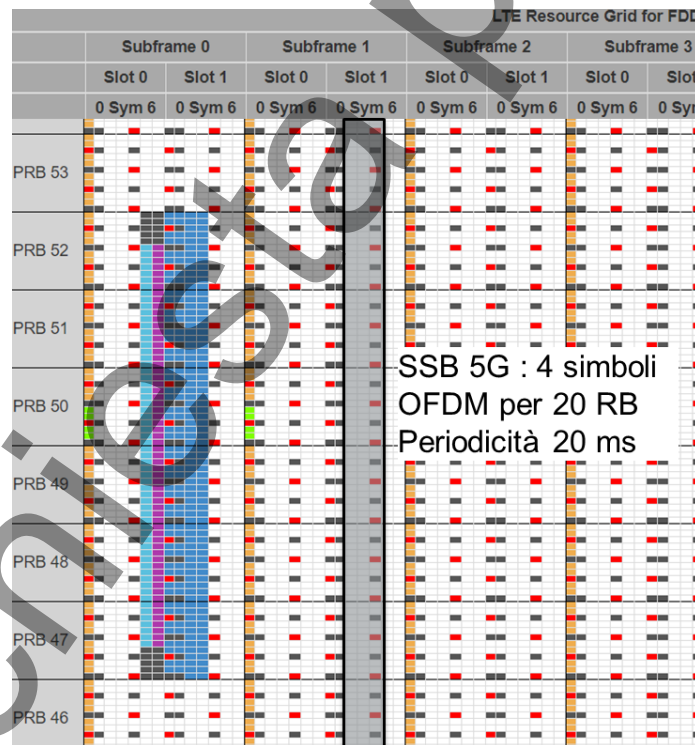 LTE Resource Grid for FDD
Subframe 0 Subframe 1 Subframe 2 Subframe 3
Slot 0 Slot 1 Slot 0 Slot 1 Slot 0 Slot 1 Slot 0 Slot
0 Sym 6 0 Sym 6 0 Sym 6 0 Sym 6 0 Sym 6 0 Sym 6 0 Sym 6 0 Sy
PRB 53
PRB 52
PRB 51
SSB 5G : 4 simboli
OFDM per 20 RB
Periodicità 20 ms
PRB 50
PRB 49
PRB 48
PRB 47
PRB 46